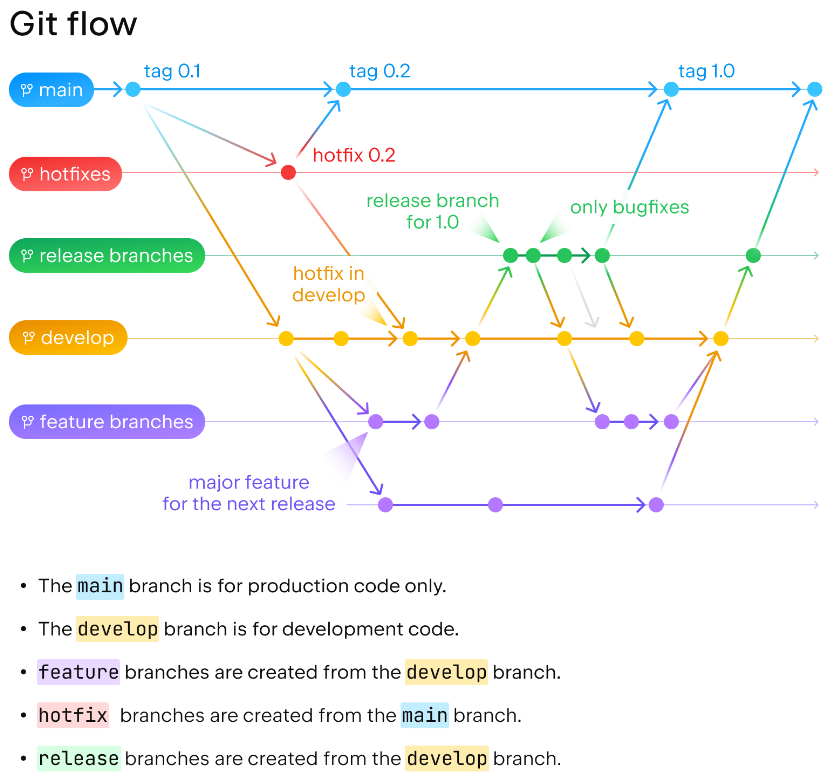 Git flow
tag 0.1
tag 0.2
tag 1.0
main
hotfix 0.2
hotfixes
release branch
for 1.0
only bugfixes
release branches
hotfix in
develop
develop
feature branches
major feature
for the next release
• The main branch is for production code only.
• The develop branch is for development code.
• feature branches are created from the develop branch.
• hotfix branches are created from the main branch.
• release branches are created from the develop branch.